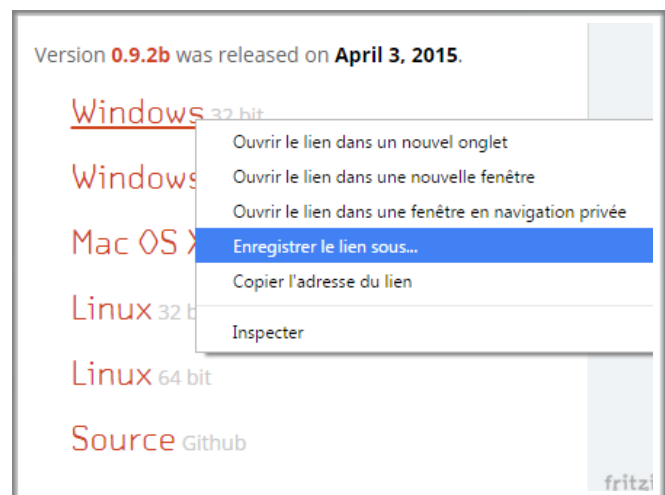 Version 0.9.2b was released on April 3, 2015.
Windows 32 bit
Ouvrir le lien dans un nouvel onglet
Windows
Ouvrir le lien dans une nouvelle fenêtre
Ouvrir le lien dans une fenêtre en navigation privée
Mac OS X
Enregistrer le lien sous...
Copier l'adresse du lien
Linux 32 b
Inspecter
Linux 64 bit
Source Github
fritzi